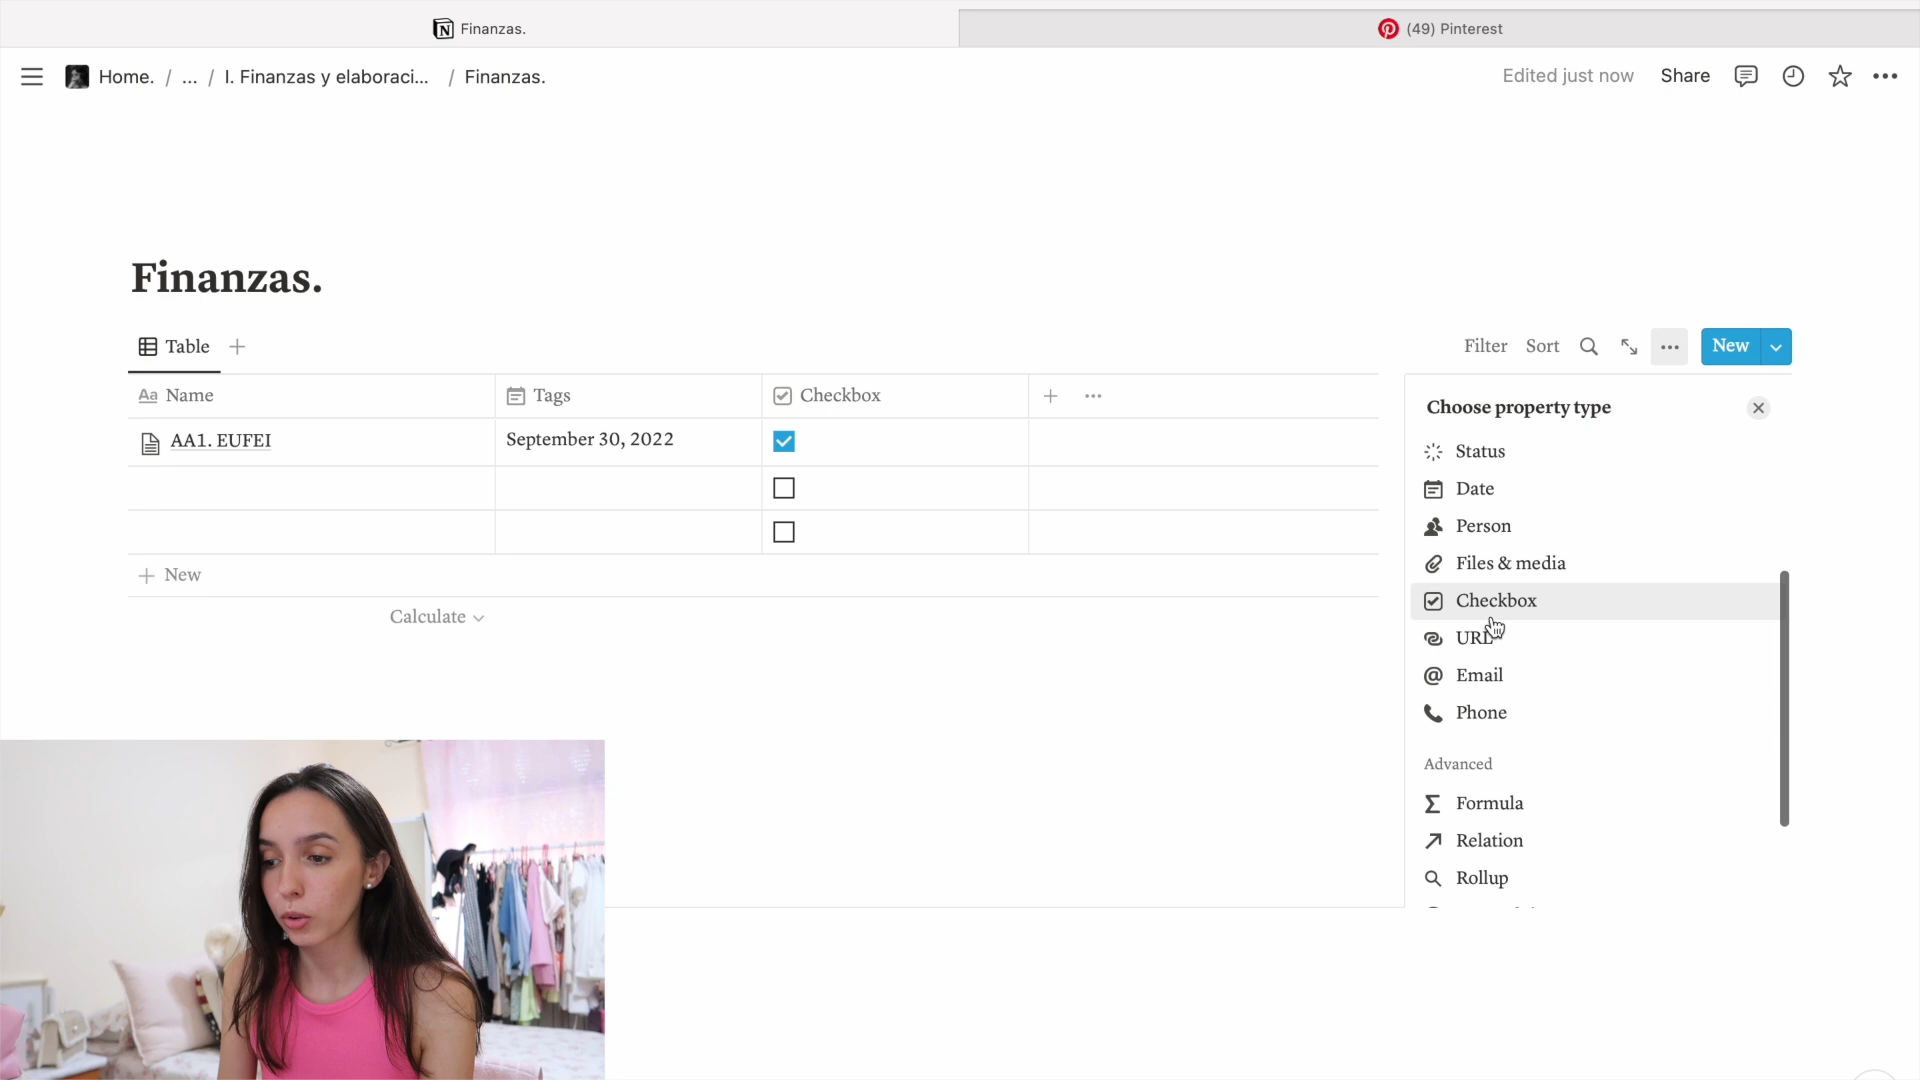 Finanzas.
(49) Pinterest
Home. / ... / I. Finanzas y elaboraci... / Finanzas.
Edited just now
Share
Finanzas.
Table
Filter
Sort
New
Aa Name
Tags
Checkbox
AA1. EUFEI
September 30, 2022
New
Calculate
Choose property type
Status
Date
Person
Files & media
Checkbox
URL
Email
Phone
Advanced
Formula
Relation
Rollup